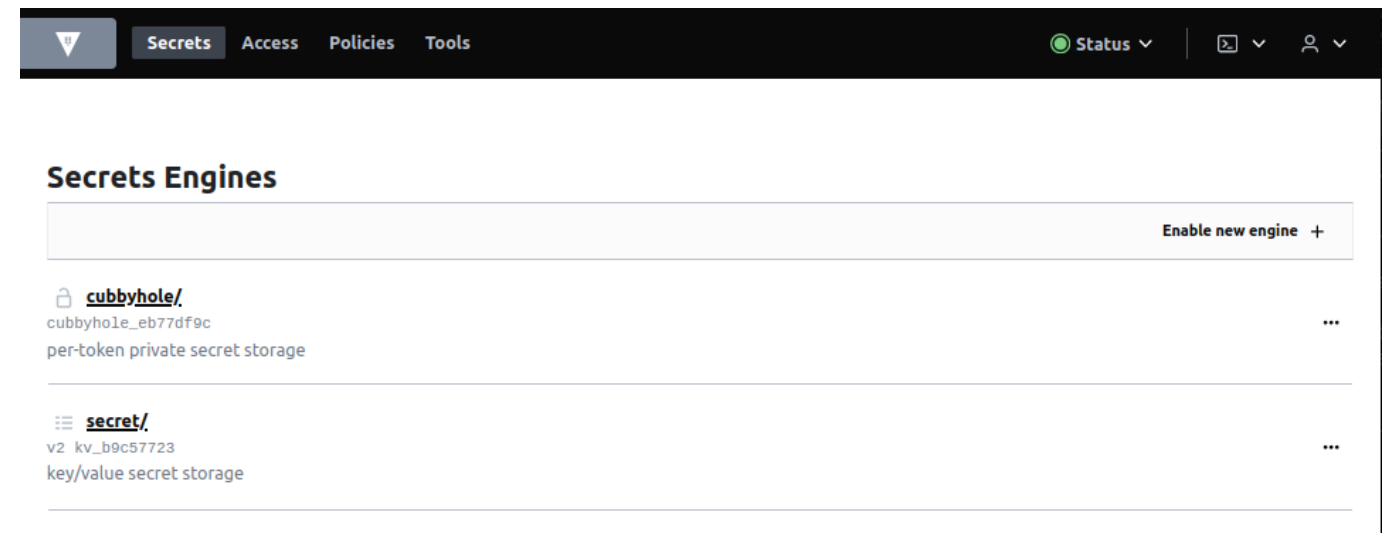 Secrets Access Policies Tools Status
Secrets Engines
Enable new engine +
cubbyhole/
cubbyhole_eb77df9c
per-token private secret storage
secret/
v2 kv_b9c57723
key/value secret storage